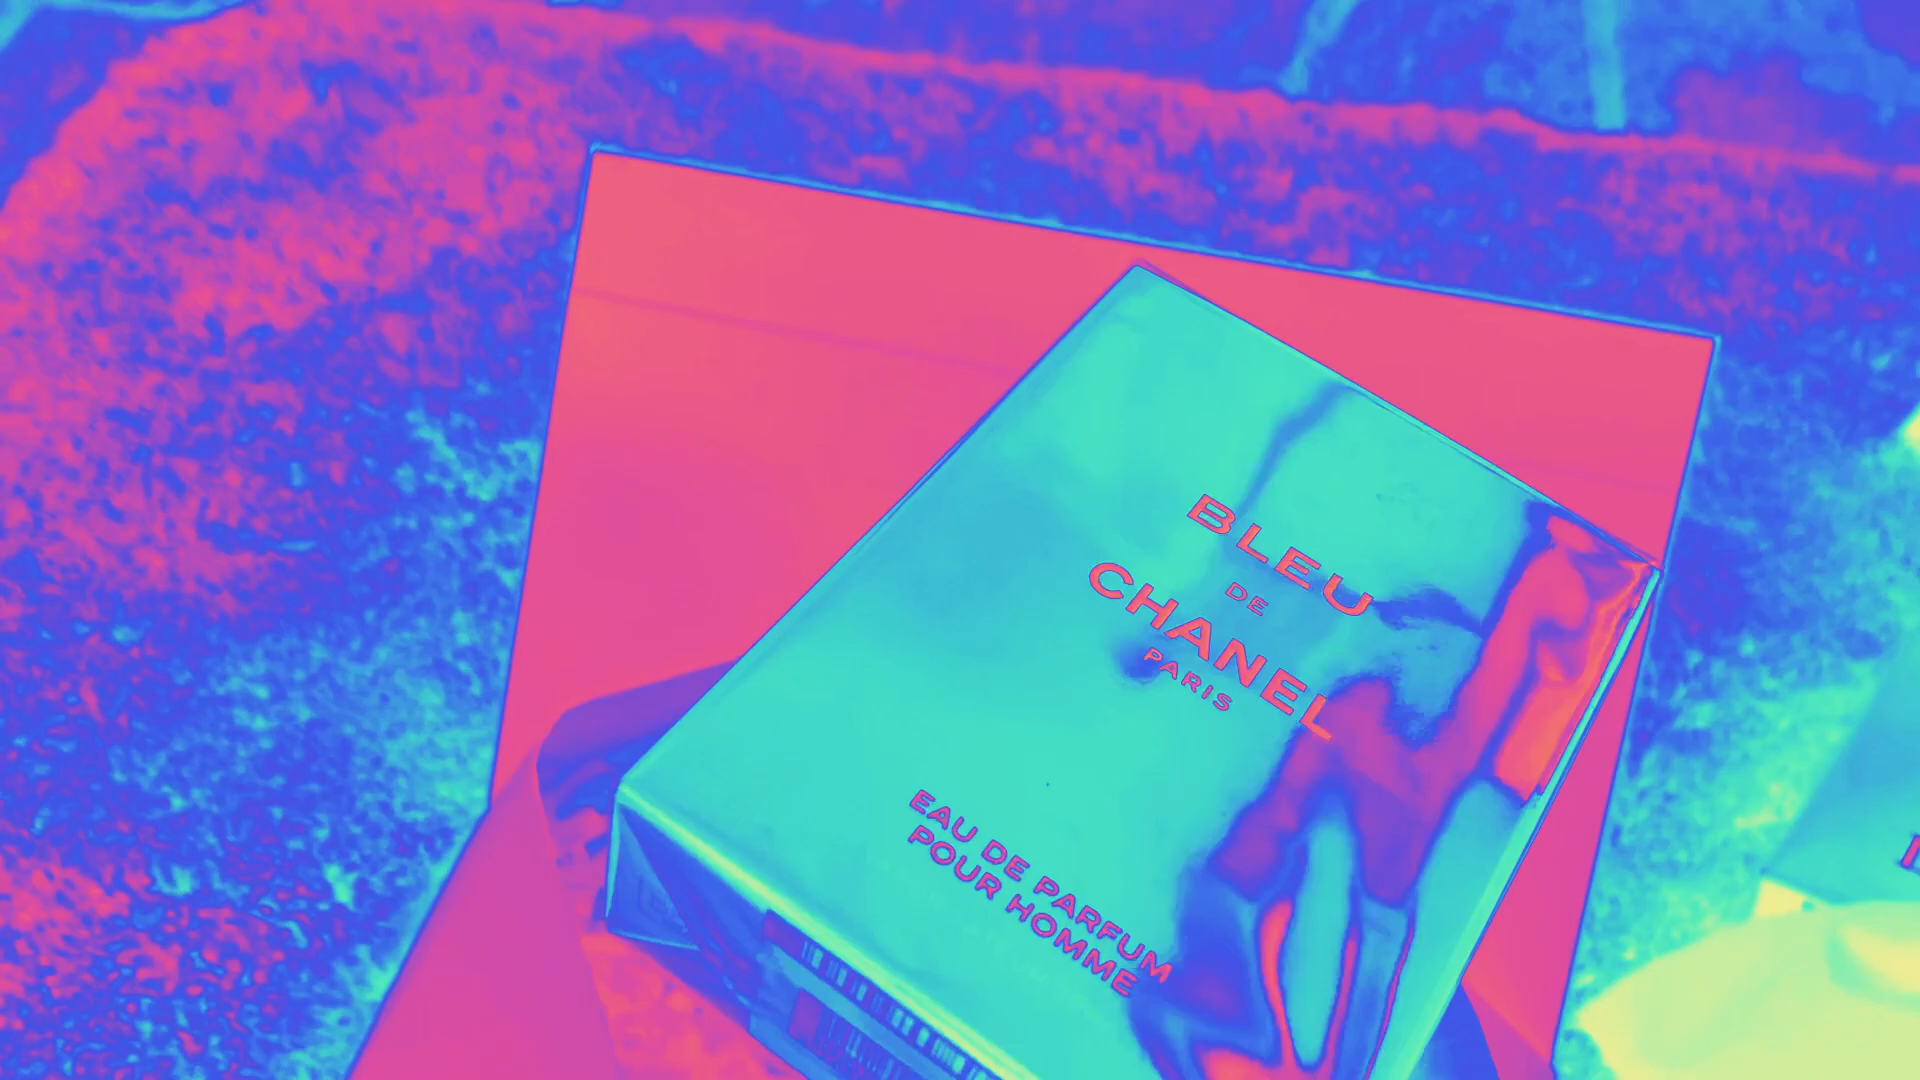 BLEU
DE
CHANEL
PARIS
EAU DE PARFUM
POUR HOMME